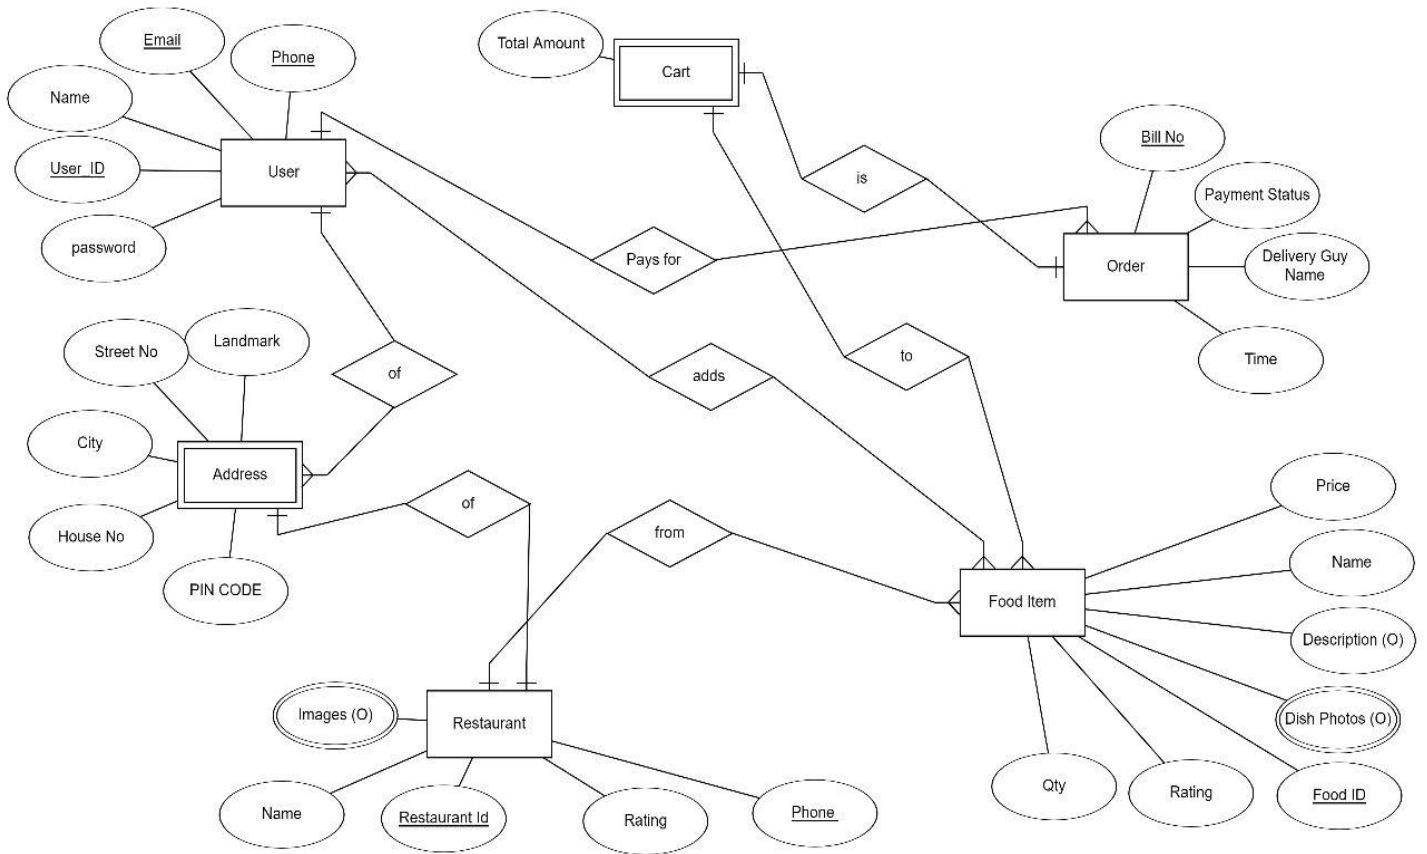 Email
Phone
Name
User_ID
password
User
Total Amount
Cart
is
Bill No
Payment Status
Delivery Guy
Name
Time
Order
Pays for
Street No
Landmark
City
House No
PIN CODE
Address
of
adds
to
of
from
Price
Name
Description (O)
Dish Photos (O)
Food ID
Rating
Qty
Food Item
Images (O)
Restaurant
Name
Restaurant Id
Rating
Phone